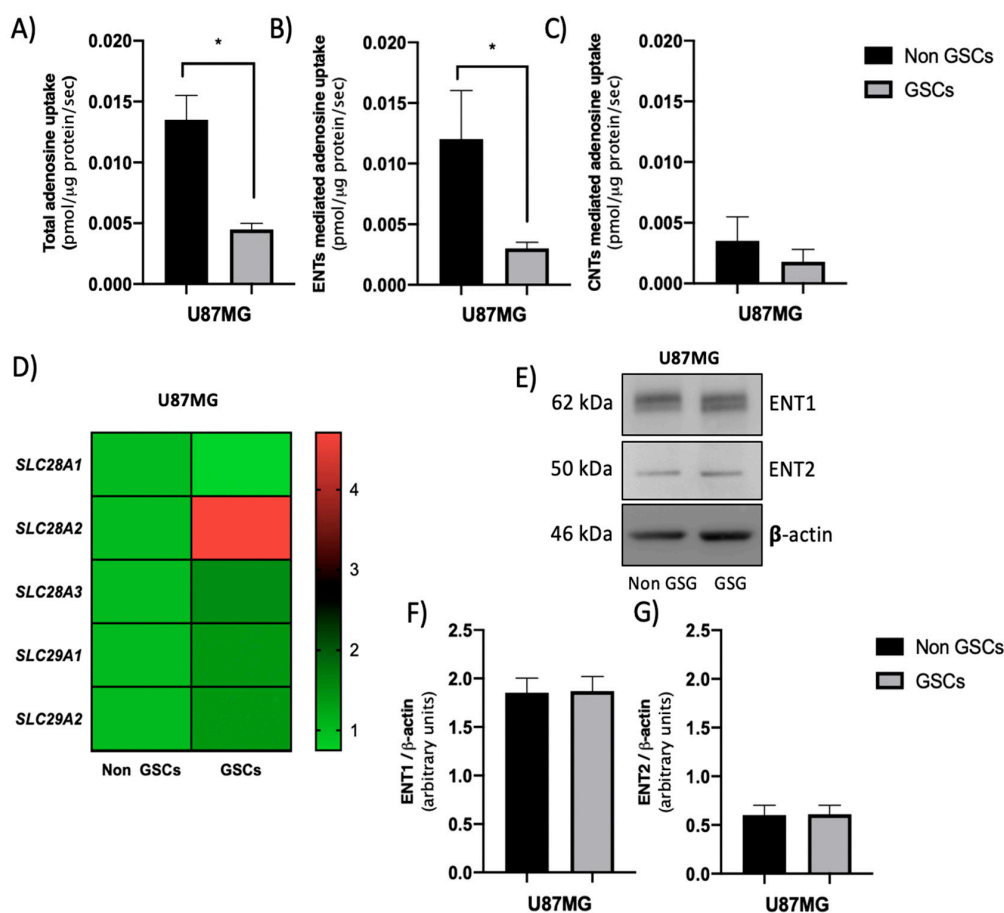 A)
Total adenosine uptake
(pmol/µg protein/sec)
0.020
0.015
0.010
0.005
0.000
*
U87MG
B)
ENTs mediated adenosine uptake
(pmol/µg protein/sec)
0.020
0.015
0.010
0.005
0.000
*
U87MG
C)
CNTs mediated adenosine uptake
(pmol/µg protein/sec)
0.020
0.015
0.010
0.005
0.000
U87MG
Non GSCs
GSCs
D)
U87MG
SLC28A1
SLC28A2
SLC28A3
SLC29A1
SLC29A2
Non GSCs
GSCs
4
3
2
1
E)
U87MG
62 kDa
ENT1
50 kDa
ENT2
46 kDa
β-actin
Non GSG
GSG
F)
ENT1 / β-actin
(arbitrary units)
2.5
2.0
1.5
1.0
0.5
0.0
U87MG
G)
ENT2 / β-actin
(arbitrary units)
2.5
2.0
1.5
1.0
0.5
0.0
U87MG
Non GSCs
GSCs